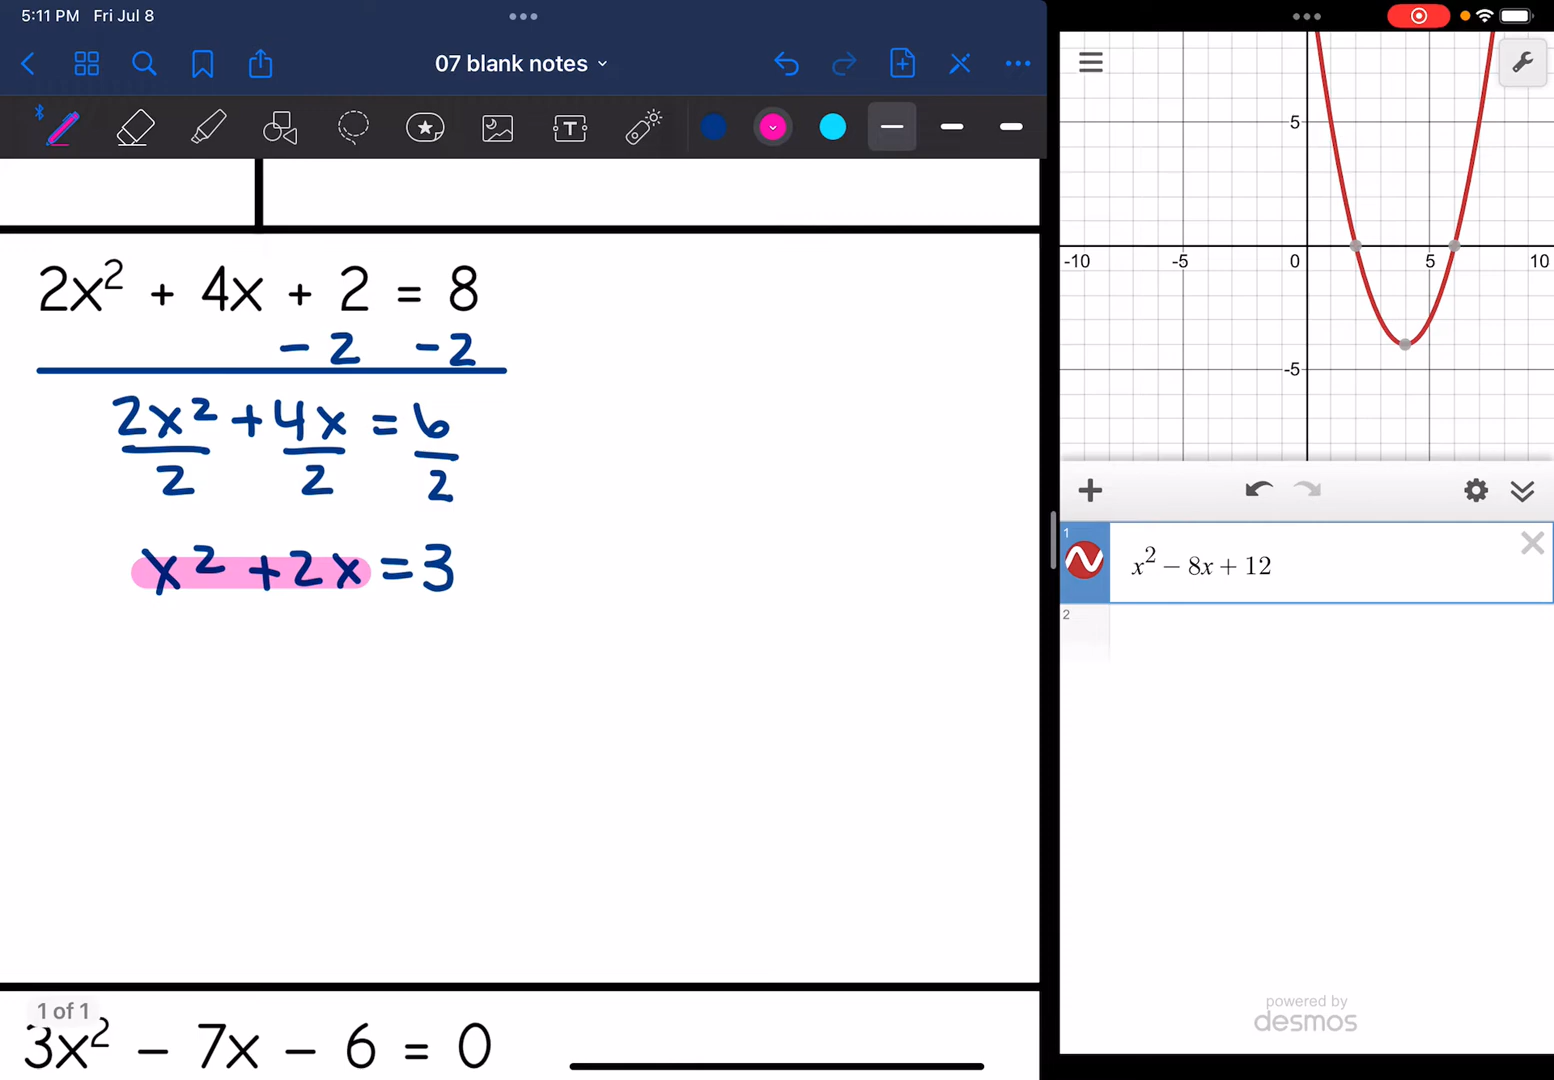 5:11 PM Fri Jul 8
07 blank notes
2x² + 4x + 2 = 8
- 2 - 2
2x² + 4x = 6
2 2 2
x² + 2x = 3
1 of 1
3x² - 7x - 6 = 0
5
-10 -5 0 5 10
-5
1
x² − 8x + 12
2
powered by
desmos